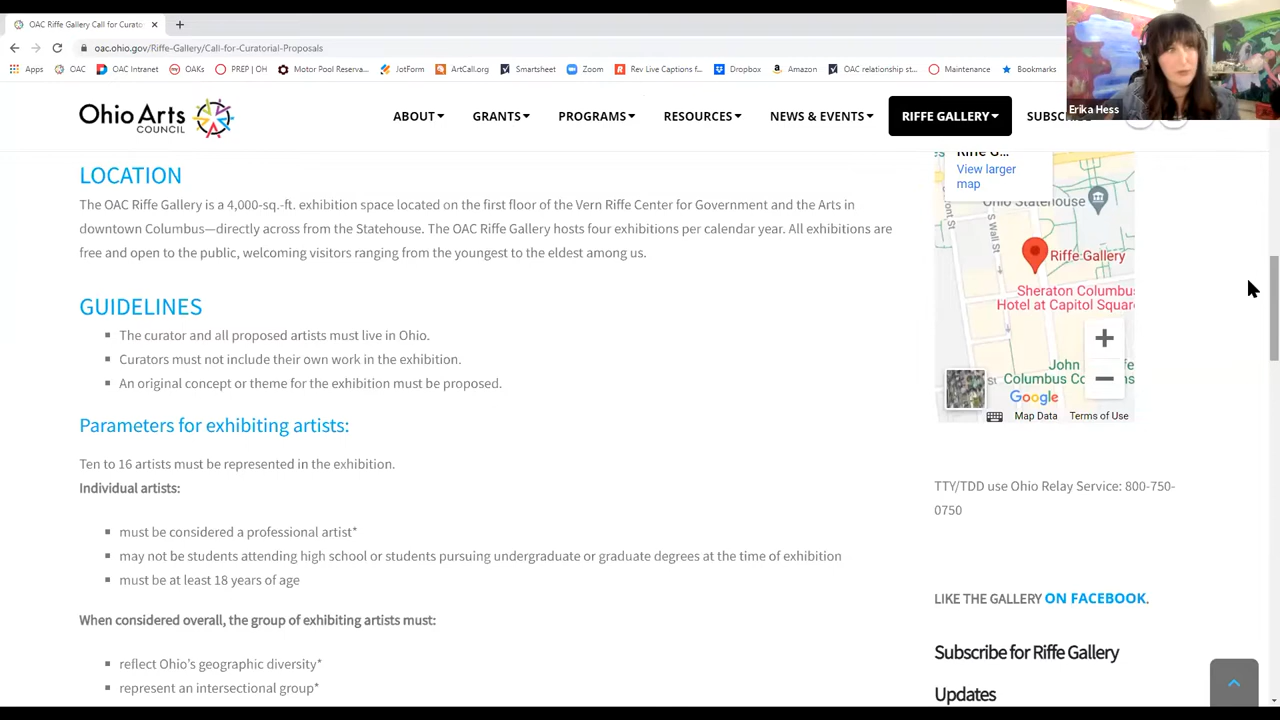 OAC Riffe Gallery Call for Curato
oac.ohio.gov/Riffe-Gallery/Call-for-Curatorial-Proposals
Apps OAC OAC Intranet OAKs PREP | OH Motor Pool Reserva... JotForm ArtCall.org Smartsheet Zoom Rev Live Captions f... Dropbox Amazon OAC relationship st... Maintenance Bookmarks
Erika Hess
Ohio Arts
COUNCIL
ABOUT GRANTS PROGRAMS RESOURCES NEWS & EVENTS RIFFE GALLERY SUBSCRIBE
LOCATION
The OAC Riffe Gallery is a 4,000-sq.-ft. exhibition space located on the first floor of the Vern Riffe Center for Government and the Arts in
downtown Columbus—directly across from the Statehouse. The OAC Riffe Gallery hosts four exhibitions per calendar year. All exhibitions are
free and open to the public, welcoming visitors ranging from the youngest to the eldest among us.
GUIDELINES
The curator and all proposed artists must live in Ohio.
Curators must not include their own work in the exhibition.
An original concept or theme for the exhibition must be proposed.
Parameters for exhibiting artists:
Ten to 16 artists must be represented in the exhibition.
Individual artists:
must be considered a professional artist*
may not be students attending high school or students pursuing undergraduate or graduate degrees at the time of exhibition
must be at least 18 years of age
When considered overall, the group of exhibiting artists must:
reflect Ohio's geographic diversity*
represent an intersectional group*
Riffe G...
View larger
map
Ohio Statehouse
S Wall St
Riffe Gallery
Sheraton Columbus
Hotel at Capitol Square
John
Columbus
Google
Map Data Terms of Use
TTY/TDD use Ohio Relay Service: 800-750-
0750
LIKE THE GALLERY ON FACEBOOK.
Subscribe for Riffe Gallery
Updates